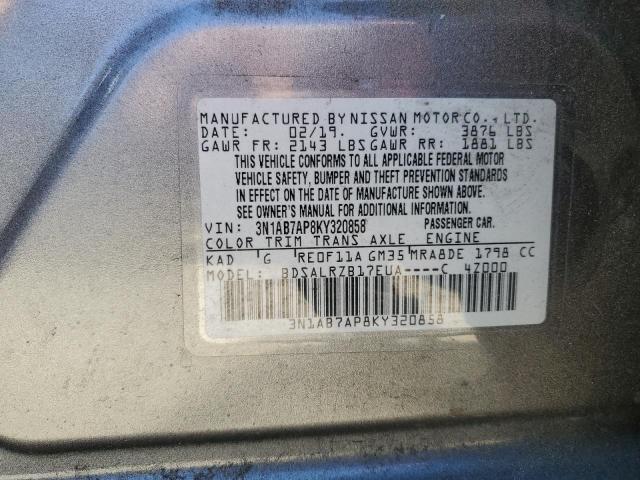 MANUFACTURED BY NISSAN MOTOR CO., LTD.
DATE: 02/19. GVWR: 3876 LBS
GAWR FR: 2143 LBS GAWR RR: 1881 LBS
THIS VEHICLE CONFORMS TO ALL APPLICABLE FEDERAL MOTOR
VEHICLE SAFETY, BUMPER AND THEFT PREVENTION STANDARDS
IN EFFECT ON THE DATE OF MANUFACTURE SHOWN ABOVE.
SEE OWNER'S MANUAL FOR ADDITIONAL INFORMATION.
VIN: 3N1AB7AP8KY320858 PASSENGER CAR.
COLOR TRIM TRANS AXLE ENGINE
KAD G RE0F11A GM35 MRA8DE 1798 CC
MODEL: BDSALRZB17EUA----C 4Z000
3N1AB7AP8KY320858